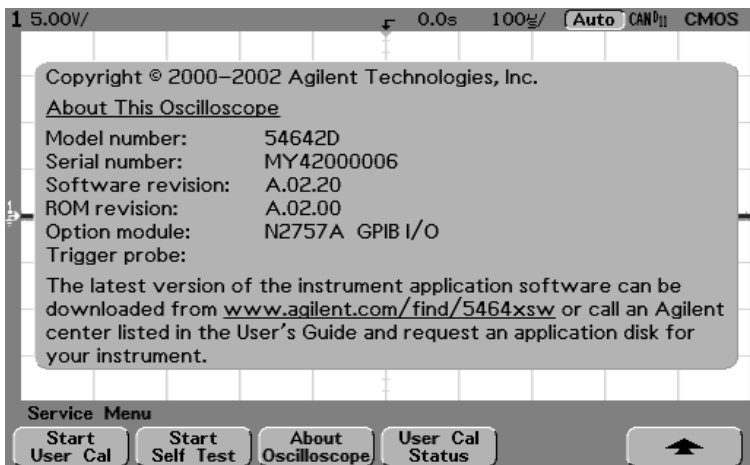 1 5.00V/ 0.0s 100㎲/ Auto CAN D11 CMOS
Copyright © 2000–2002 Agilent Technologies, Inc.
About This Oscilloscope
Model number: 54642D
Serial number: MY42000006
Software revision: A.02.20
ROM revision: A.02.00
Option module: N2757A GPIB I/O
Trigger probe:
The latest version of the instrument application software can be
downloaded from www.agilent.com/find/5464xsw or call an Agilent
center listed in the User's Guide and request an application disk for
your instrument.
1
Service Menu
Start User Cal
Start Self Test
About Oscilloscope
User Cal Status